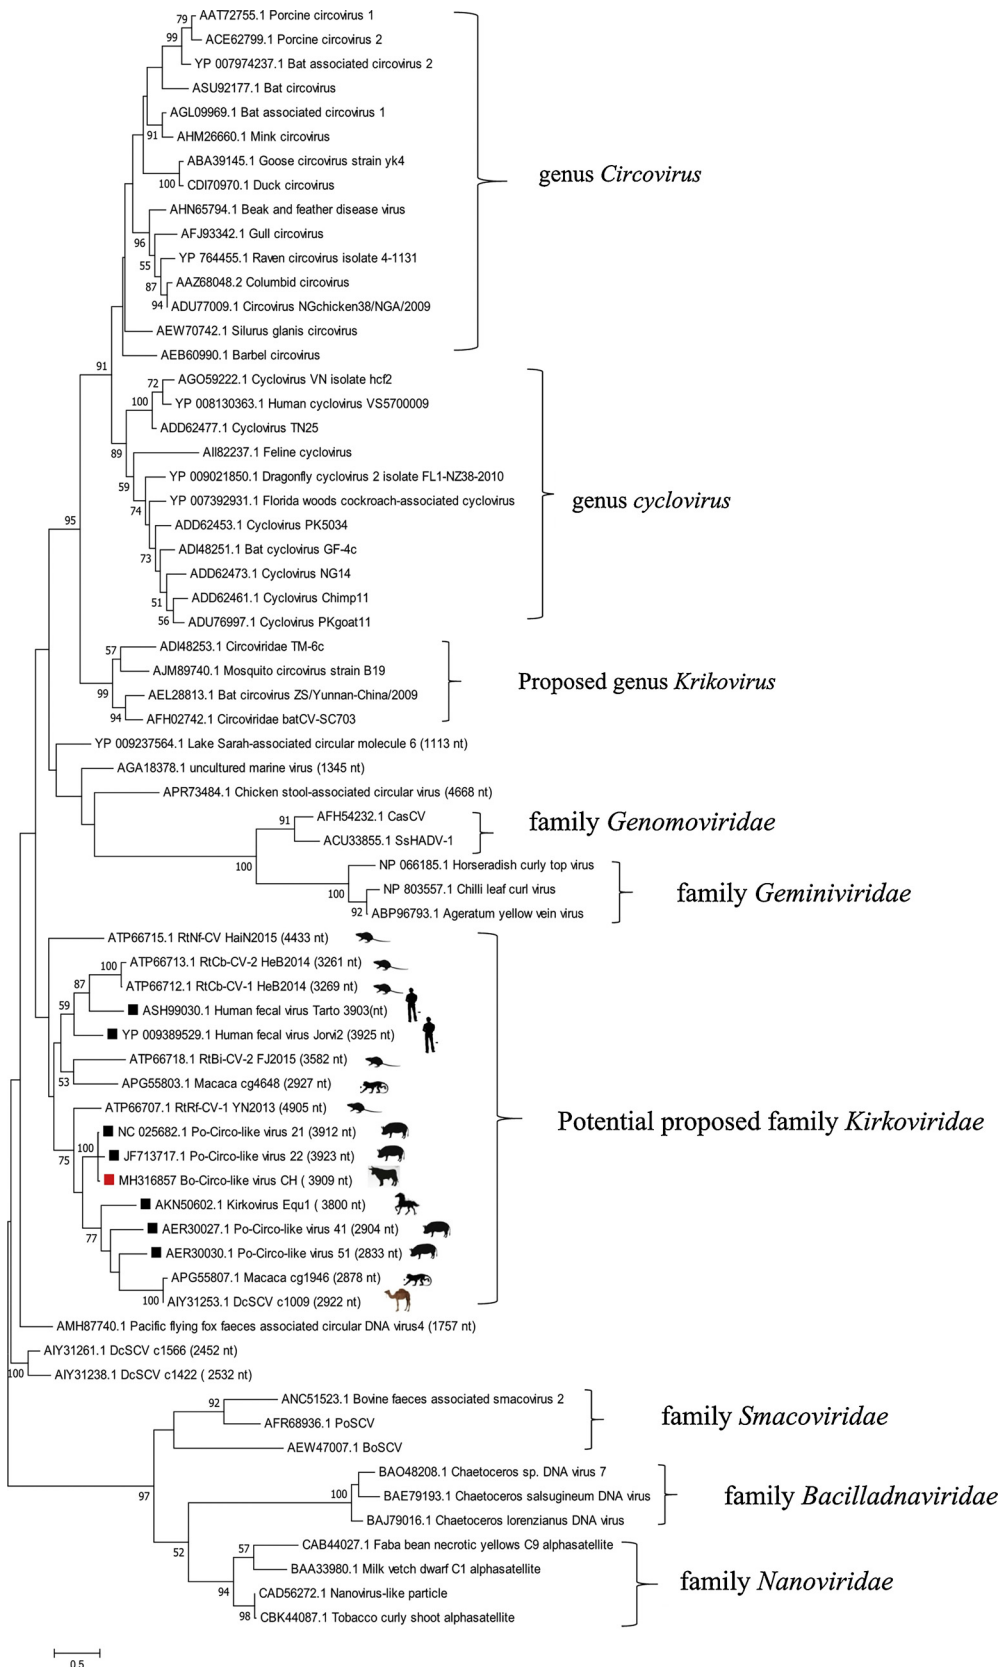 79
AAT72755.1 Porcine circovirus 1
ACE62799.1 Porcine circovirus 2
99
YP 007974237.1 Bat associated circovirus 2
ASU92177.1 Bat circovirus
AGL09969.1 Bat associated circovirus 1
91
AHM26660.1 Mink circovirus
ABA39145.1 Goose circovirus strain yk4
100
CDI70970.1 Duck circovirus
genus Circovirus
AHN65794.1 Beak and feather disease virus
96
AFJ93342.1 Gull circovirus
55
YP 764455.1 Raven circovirus isolate 4-1131
87
AAZ68048.2 Columbid circovirus
94
ADU77009.1 Circovirus NGchicken38/NGA/2009
AEW70742.1 Silurus glanis circovirus
AEB60990.1 Barbel circovirus
91
72
AGO59222.1 Cyclovirus VN isolate hcf2
100
YP 008130363.1 Human cyclovirus VS5700009
ADD62477.1 Cyclovirus TN25
89
AII82237.1 Feline cyclovirus
59
YP 009021850.1 Dragonfly cyclovirus 2 isolate FL1-NZ38-2010
74
YP 007392931.1 Florida woods cockroach-associated cyclovirus
genus cyclovirus
95
ADD62453.1 Cyclovirus PK5034
73
ADI48251.1 Bat cyclovirus GF-4c
ADD62473.1 Cyclovirus NG14
51
ADD62461.1 Cyclovirus Chimp11
56
ADU76997.1 Cyclovirus PKgoat11
57
ADI48253.1 Circoviridae TM-6c
AJM89740.1 Mosquito circovirus strain B19
Proposed genus Krikovirus
99
AEL28813.1 Bat circovirus ZS/Yunnan-China/2009
94
AFH02742.1 Circoviridae batCV-SC703
YP 009237564.1 Lake Sarah-associated circular molecule 6 (1113 nt)
AGA18378.1 uncultured marine virus (1345 nt)
APR73484.1 Chicken stool-associated circular virus (4668 nt)
91
AFH54232.1 CasCV
family Genomoviridae
ACU33855.1 SsHADV-1
100
NP 066185.1 Horseradish curly top virus
100
NP 803557.1 Chilli leaf curl virus
family Geminiviridae
92
ABP96793.1 Ageratum yellow vein virus
ATP66715.1 RtNf-CV HaiN2015 (4433 nt)
100
ATP66713.1 RtCb-CV-2 HeB2014 (3261 nt)
87
ATP66712.1 RtCb-CV-1 HeB2014 (3269 nt)
59
ASH99030.1 Human fecal virus Tarto 3903(nt)
YP 009389529.1 Human fecal virus Jorvi2 (3925 nt)
ATP66718.1 RtBi-CV-2 FJ2015 (3582 nt)
53
APG55803.1 Macaca cg4648 (2927 nt)
ATP66707.1 RtRf-CV-1 YN2013 (4905 nt)
Potential proposed family Kirkoviridae
NC 025682.1 Po-Circo-like virus 21 (3912 nt)
100
75
JF713717.1 Po-Circo-like virus 22 (3923 nt)
MH316857 Bo-Circo-like virus CH ( 3909 nt)
AKN50602.1 Kirkovirus Equ1 ( 3800 nt)
77
AER30027.1 Po-Circo-like virus 41 (2904 nt)
AER30030.1 Po-Circo-like virus 51 (2833 nt)
APG55807.1 Macaca cg1946 (2878 nt)
100
AIY31253.1 DcSCV c1009 (2922 nt)
AMH87740.1 Pacific flying fox faeces associated circular DNA virus4 (1757 nt)
AIY31261.1 DcSCV c1566 (2452 nt)
100
AIY31238.1 DcSCV c1422 ( 2532 nt)
92
ANC51523.1 Bovine faeces associated smacovirus 2
AFR68936.1 PoSCV
family Smacoviridae
AEW47007.1 BoSCV
97
BAO48208.1 Chaetoceros sp. DNA virus 7
100
BAE79193.1 Chaetoceros salsugineum DNA virus
family Bacilladnaviridae
BAJ79016.1 Chaetoceros lorenzianus DNA virus
52
57
CAB44027.1 Faba bean necrotic yellows C9 alphasatellite
BAA33980.1 Milk vetch dwarf C1 alphasatellite
family Nanoviridae
94
CAD56272.1 Nanovirus-like particle
98
CBK44087.1 Tobacco curly shoot alphasatellite
0.5